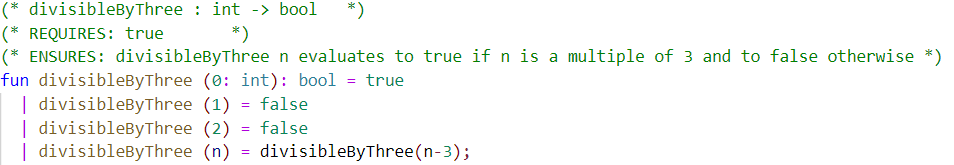 (* divisibleByThree : int -> bool   *)
(* REQUIRES: true       *)
(* ENSURES: divisibleByThree n evaluates to true if n is a multiple of 3 and to false otherwise *)
fun divisibleByThree (0: int): bool = true
  | divisibleByThree (1) = false
  | divisibleByThree (2) = false
  | divisibleByThree (n) = divisibleByThree(n-3);